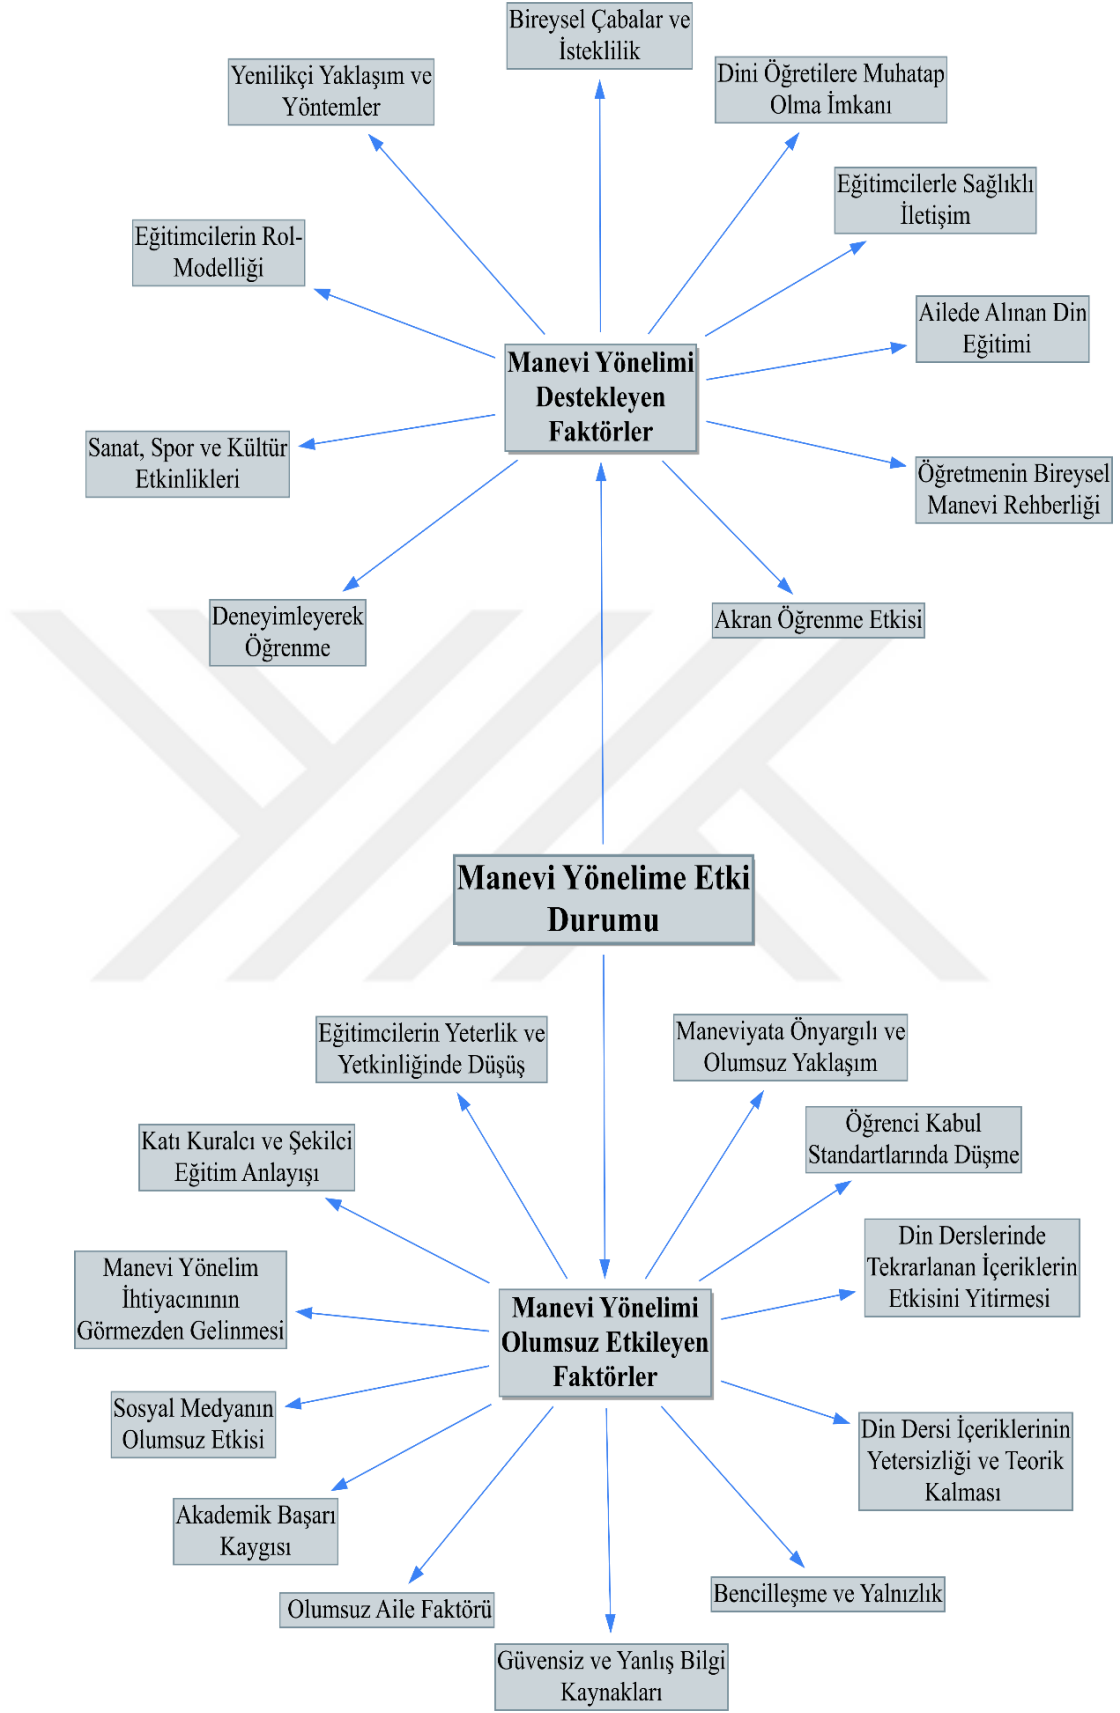 Bireysel Çabalar ve
İsteklilik
Yenilikçi Yaklaşım ve
Yöntemler
Dini Öğretilere Muhatap
Olma İmkanı
Eğitimcilerle Sağlıklı
İletişim
Eğitimcilerin Rol-
Modelliği
Ailede Alınan Din
Eğitimi
Manevi Yönelimi
Destekleyen
Faktörler
Sanat, Spor ve Kültür
Etkinlikleri
Öğretmenin Bireysel
Manevi Rehberliği
Deneyimleyerek
Öğrenme
Akran Öğrenme Etkisi
Manevi Yönelime Etki
Durumu
Eğitimcilerin Yeterlik ve
Yetkinliğinde Düşüş
Maneviyata Önyargılı ve
Olumsuz Yaklaşım
Katı Kuralcı ve Şekilci
Eğitim Anlayışı
Öğrenci Kabul
Standartlarında Düşme
Manevi Yönelim
İhtiyacınının
Görmezden Gelinmesi
Din Derslerinde
Tekrarlanan İçeriklerin
Etkisini Yitirmesi
Manevi Yönelimi
Olumsuz Etkileyen
Faktörler
Sosyal Medyanın
Olumsuz Etkisi
Din Dersi İçeriklerinin
Yetersizliği ve Teorik
Kalması
Akademik Başarı
Kaygısı
Olumsuz Aile Faktörü
Bencilleşme ve Yalnızlık
Güvensiz ve Yanlış Bilgi
Kaynakları